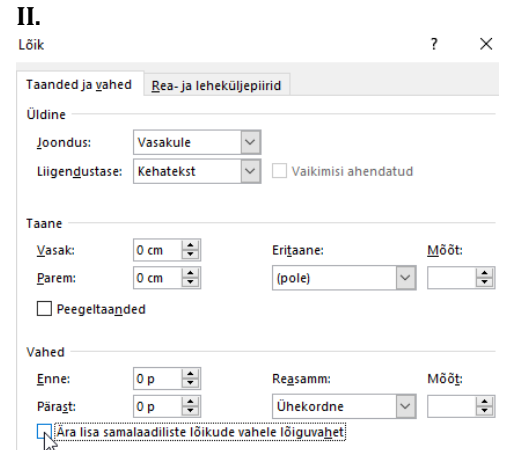 II.
Lõik ? ×
Taanded ja vahed Rea- ja leheküljepiirid
Üldine
Joondus: Vasakule
Liigendustase: Kehatekst Vaikimisi ahendatud
Taane
Vasak: 0 cm Eritaane: Mõõt:
Parem: 0 cm (pole)
Peegeltaanded
Vahed
Enne: 0 p Reasamm: Mõõt:
Pärast: 0 p Ühekordne
Ära lisa samalaadiliste lõikude vahele lõiguvahet